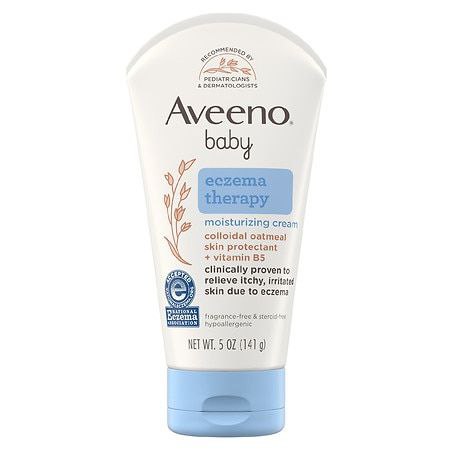 RECOMMENDED BY
PEDIATRICIANS
& DERMATOLOGISTS
Aveeno®
baby
eczema
therapy
moisturizing cream
colloidal oatmeal
skin protectant
+ vitamin B5
clinically proven to
relieve itchy, irritated
skin due to eczema
ACCEPTED
e
NATIONAL
Eczema
ASSOCIATION
fragrance-free & steroid-free
hypoallergenic
NET WT. 5 OZ (141 g)